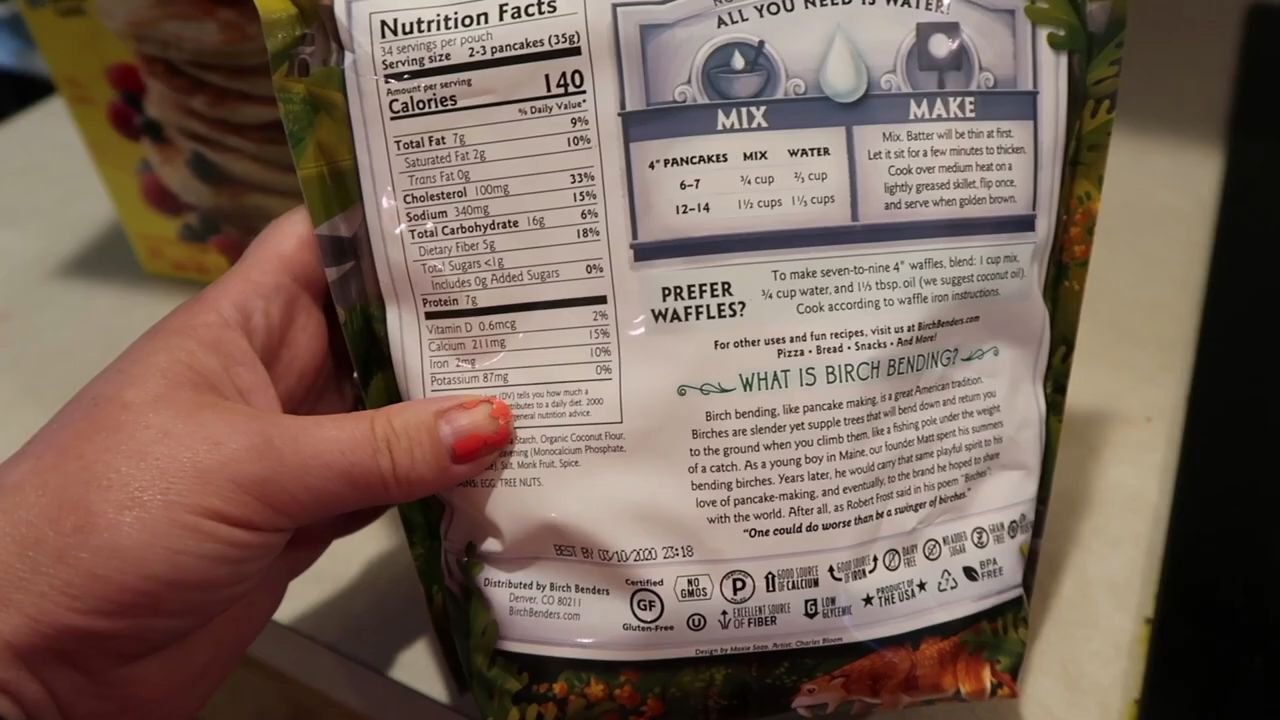 Nutrition Facts
34 servings per pouch
Serving size 2-3 pancakes (35g)
Amount per serving
Calories 140
% Daily Value*
Total Fat 7g 9%
Saturated Fat 2g 10%
Trans Fat 0g
Cholesterol 100mg 33%
Sodium 340mg 15%
Total Carbohydrate 16g 6%
Dietary Fiber 5g 18%
Total Sugars <1g
Includes 0g Added Sugars 0%
Protein 7g
Vitamin D 0.6mcg 2%
Calcium 211mg 15%
Iron 2mg 10%
Potassium 87mg 0%
(DV) tells you how much a
to a daily diet. 2000
general nutrition advice.
Starch, Organic Coconut Flour,
(Monocalcium Phosphate,
Salt, Monk Fruit, Spice.
EGG, TREE NUTS.
BEST BY 03/10/2020 23:18
Distributed by Birch Benders
Denver, CO 80211
BirchBenders.com
ALL YOU NEED IS WATER!
MIX
4" PANCAKES MIX WATER
6–7 ¾ cup ⅔ cup
12–14 1½ cups 1⅓ cups
MAKE
Mix. Batter will be thin at first.
Let it sit for a few minutes to thicken.
Cook over medium heat on a
lightly greased skillet, flip once,
and serve when golden brown.
PREFER
WAFFLES?
To make seven-to-nine 4" waffles, blend: 1 cup mix,
¾ cup water, and 1⅓ tbsp. oil (we suggest coconut oil).
Cook according to waffle iron instructions.
For other uses and fun recipes, visit us at BirchBenders.com
Pizza • Bread • Snacks • And More!
WHAT IS BIRCH BENDING?
Birch bending, like pancake making, is a great American tradition.
Birches are slender yet supple trees that will bend down and return you
to the ground when you climb them, like a fishing pole under the weight
of a catch. As a young boy in Maine, our founder Matt spent his summers
bending birches. Years later, he would carry that same playful spirit to his
love of pancake-making, and eventually, to the brand he hoped to share
with the world. After all, as Robert Frost said in his poem "Birches":
"One could do worse than be a swinger of birches."
Certified
GF
Gluten-Free
NO
GMOS
P
U
GOOD SOURCE
OF CALCIUM
EXCELLENT SOURCE
OF FIBER
GOOD SOURCE
OF IRON
G LOW
GLYCEMIC
DAIRY
FREE
NO ADDED
SUGAR
GRAIN
FREE
PRODUCT OF
THE USA
BPA
FREE
Design by Moxie Sozo. Artist: Charles Bloom